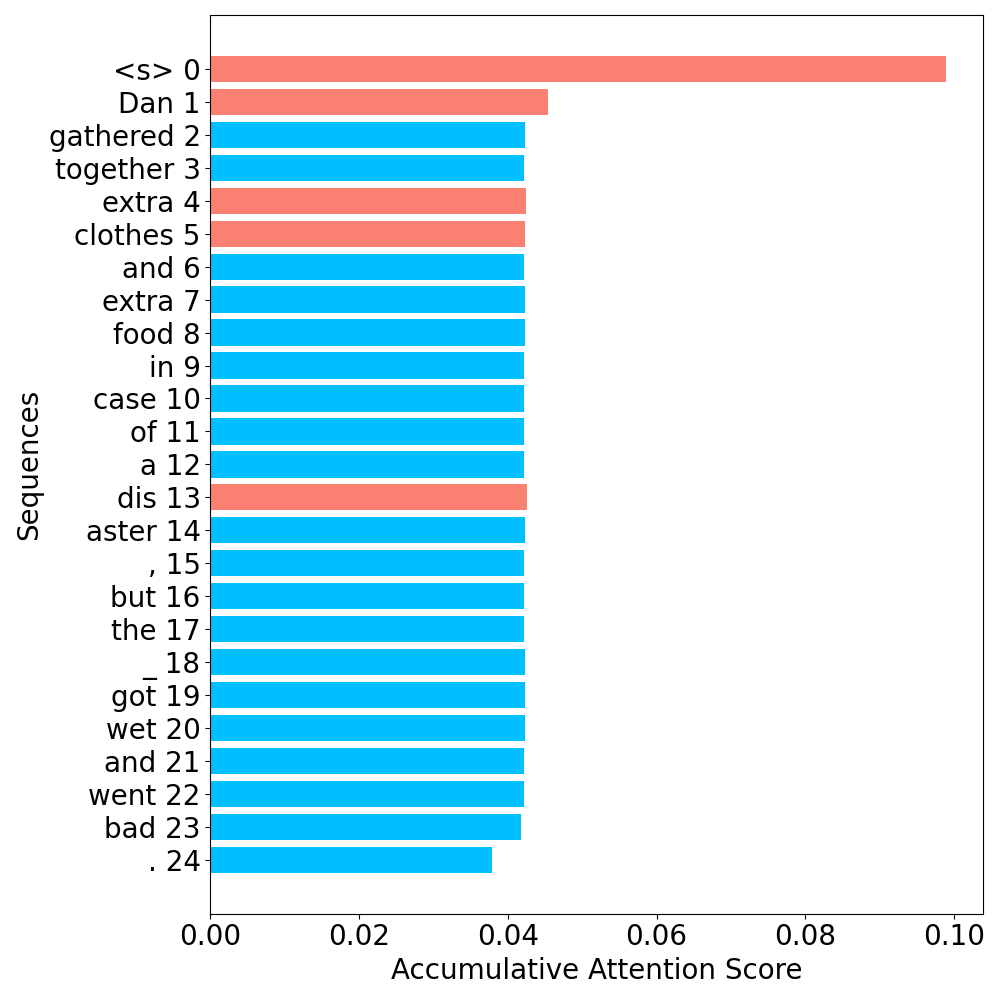 <s> 0
Dan 1
gathered 2
together 3
extra 4
clothes 5
and 6
extra 7
food 8
in 9
case 10
of 11
a 12
dis 13
aster 14
, 15
but 16
the 17
_ 18
got 19
wet 20
and 21
went 22
bad 23
. 24
Sequences
0.00 0.02 0.04 0.06 0.08 0.10
Accumulative Attention Score